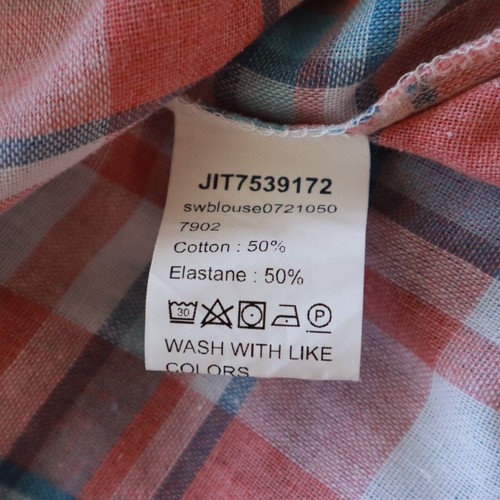 JIT7539172
swblouse0721050
7902
Cotton : 50%
Elastane : 50%
30 P
WASH WITH LIKE
COLORS